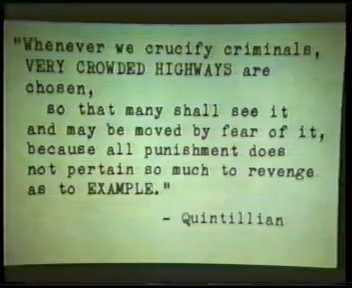 "Whenever we crucify criminals,
VERY CROWDED HIGHWAYS are
chosen,
so that many shall see it
and may be moved by fear of it,
because all punishment does
not pertain so much to revenge
as to EXAMPLE."
- Quintillian